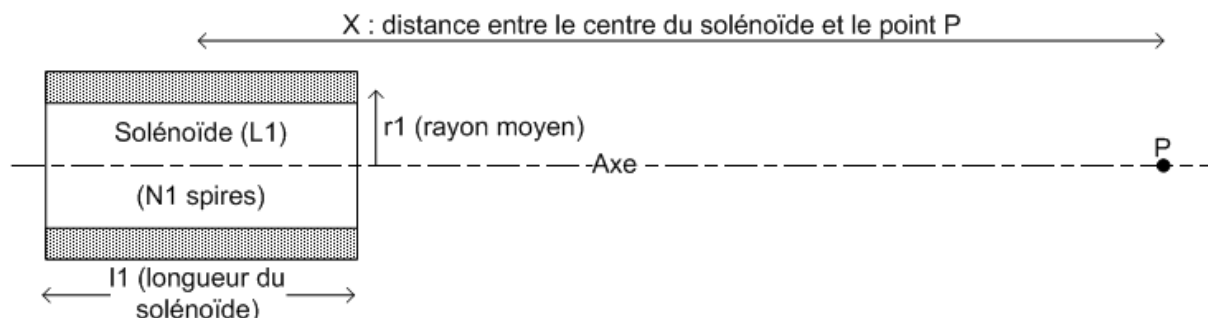 X : distance entre le centre du solénoïde et le point P
Solénoïde (L1)
r1 (rayon moyen)
P
Axe
(N1 spires)
l1 (longueur du
solénoïde)